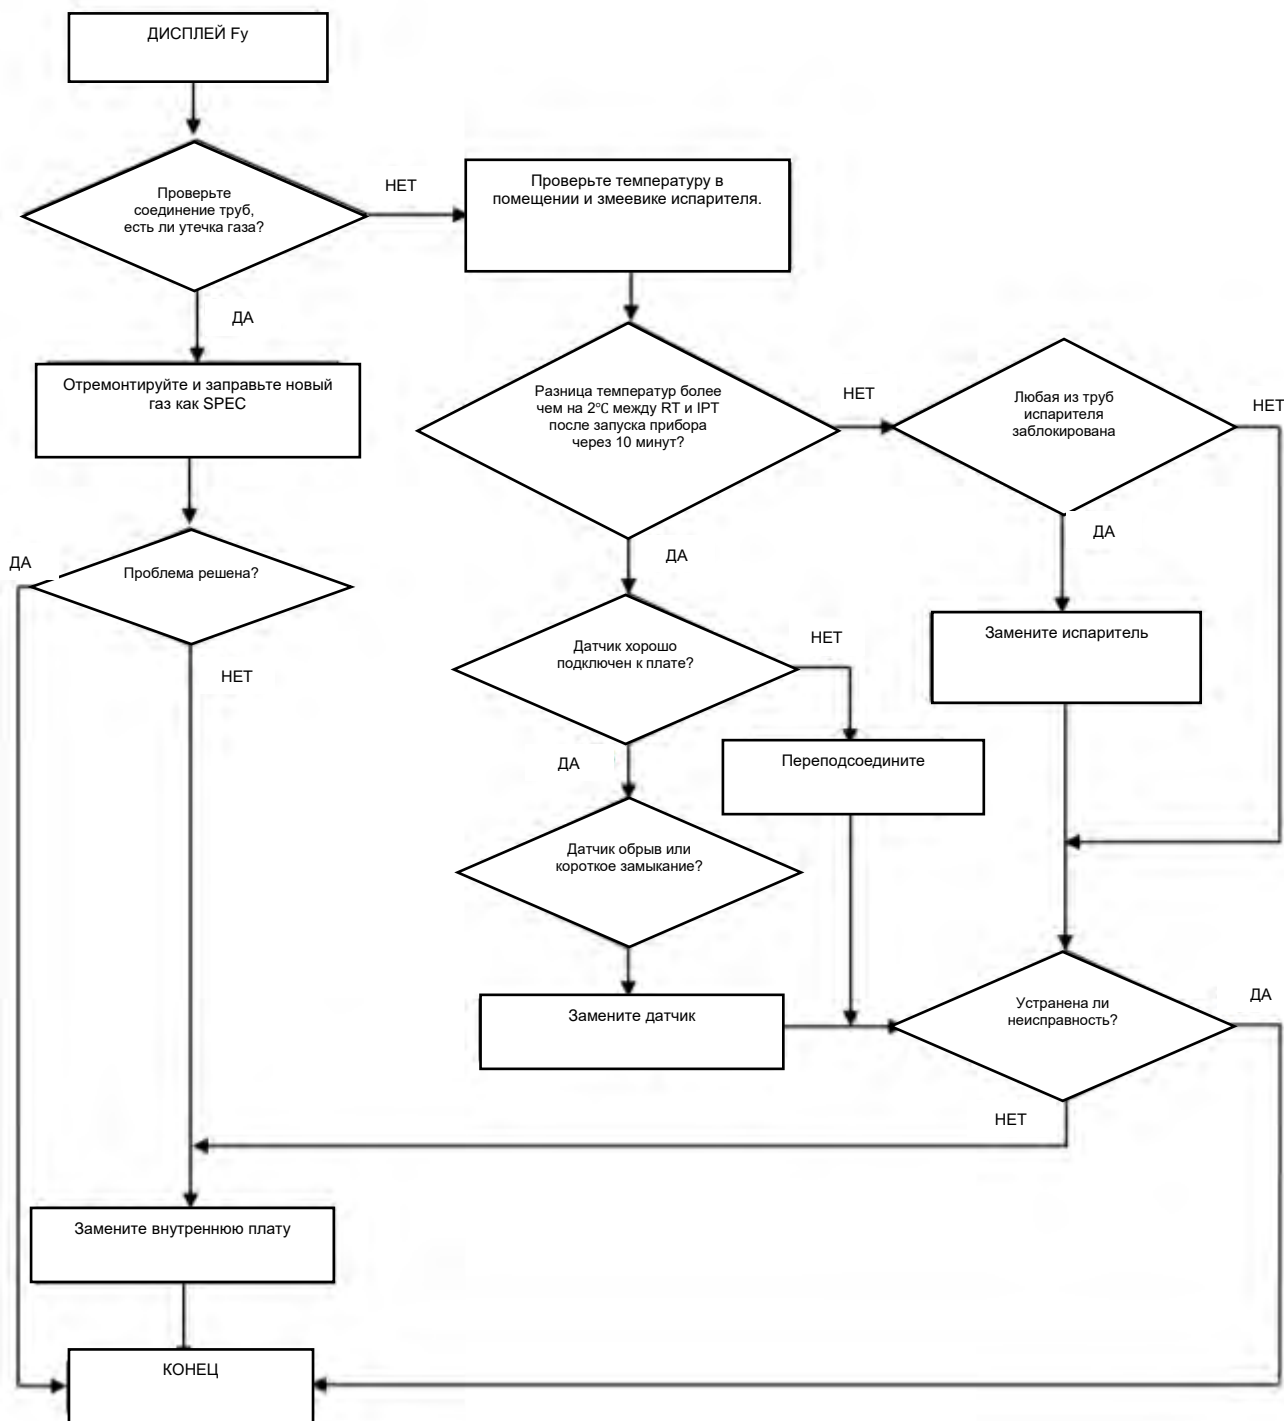 ДИСПЛЕЙ Fy
Проверьте
соединение труб,
есть ли утечка газа?
НЕТ
Проверьте температуру в
помещении и змеевике испарителя.
ДА
Отремонтируйте и заправьте новый
газ как SPEC
Разница температур более
чем на 2℃ между RT и IPT
после запуска прибора
через 10 минут?
НЕТ
Любая из труб
испарителя
заблокирована
НЕТ
ДА
Проблема решена?
НЕТ
ДА
ДА
Датчик хорошо
подключен к плате?
НЕТ
Замените испаритель
Переподсоедините
ДА
Датчик обрыв или
короткое замыкание?
Замените датчик
Устранена ли
неисправность?
ДА
НЕТ
Замените внутреннюю плату
КОНЕЦ